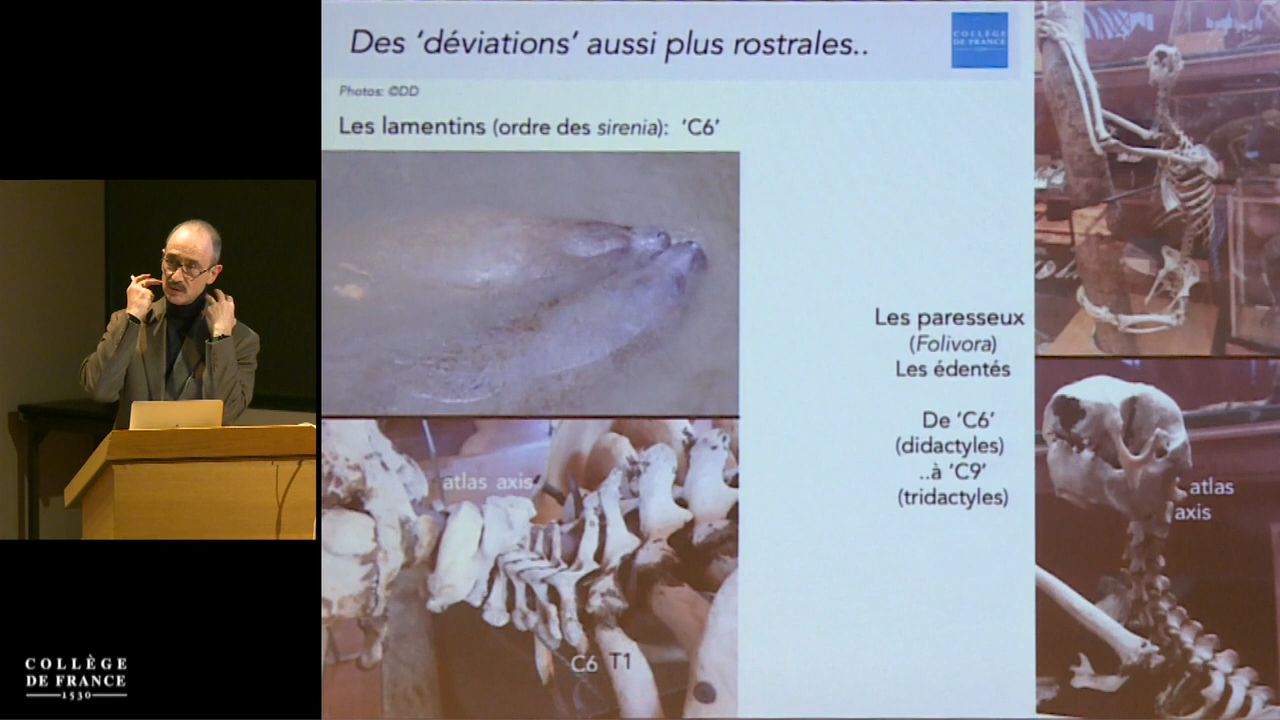 Des ‘déviations’ aussi plus rostrales..
COLLÈGE
DE FRANCE
Photos: ©DD
Les lamentins (ordre des sirenia): ‘C6’
Les paresseux
(Folivora)
Les édentés
De ‘C6’
(didactyles)
..à ‘C9’
(tridactyles)
atlas axis
C6 T1
atlas
axis
COLLÈGE
DE FRANCE
1530